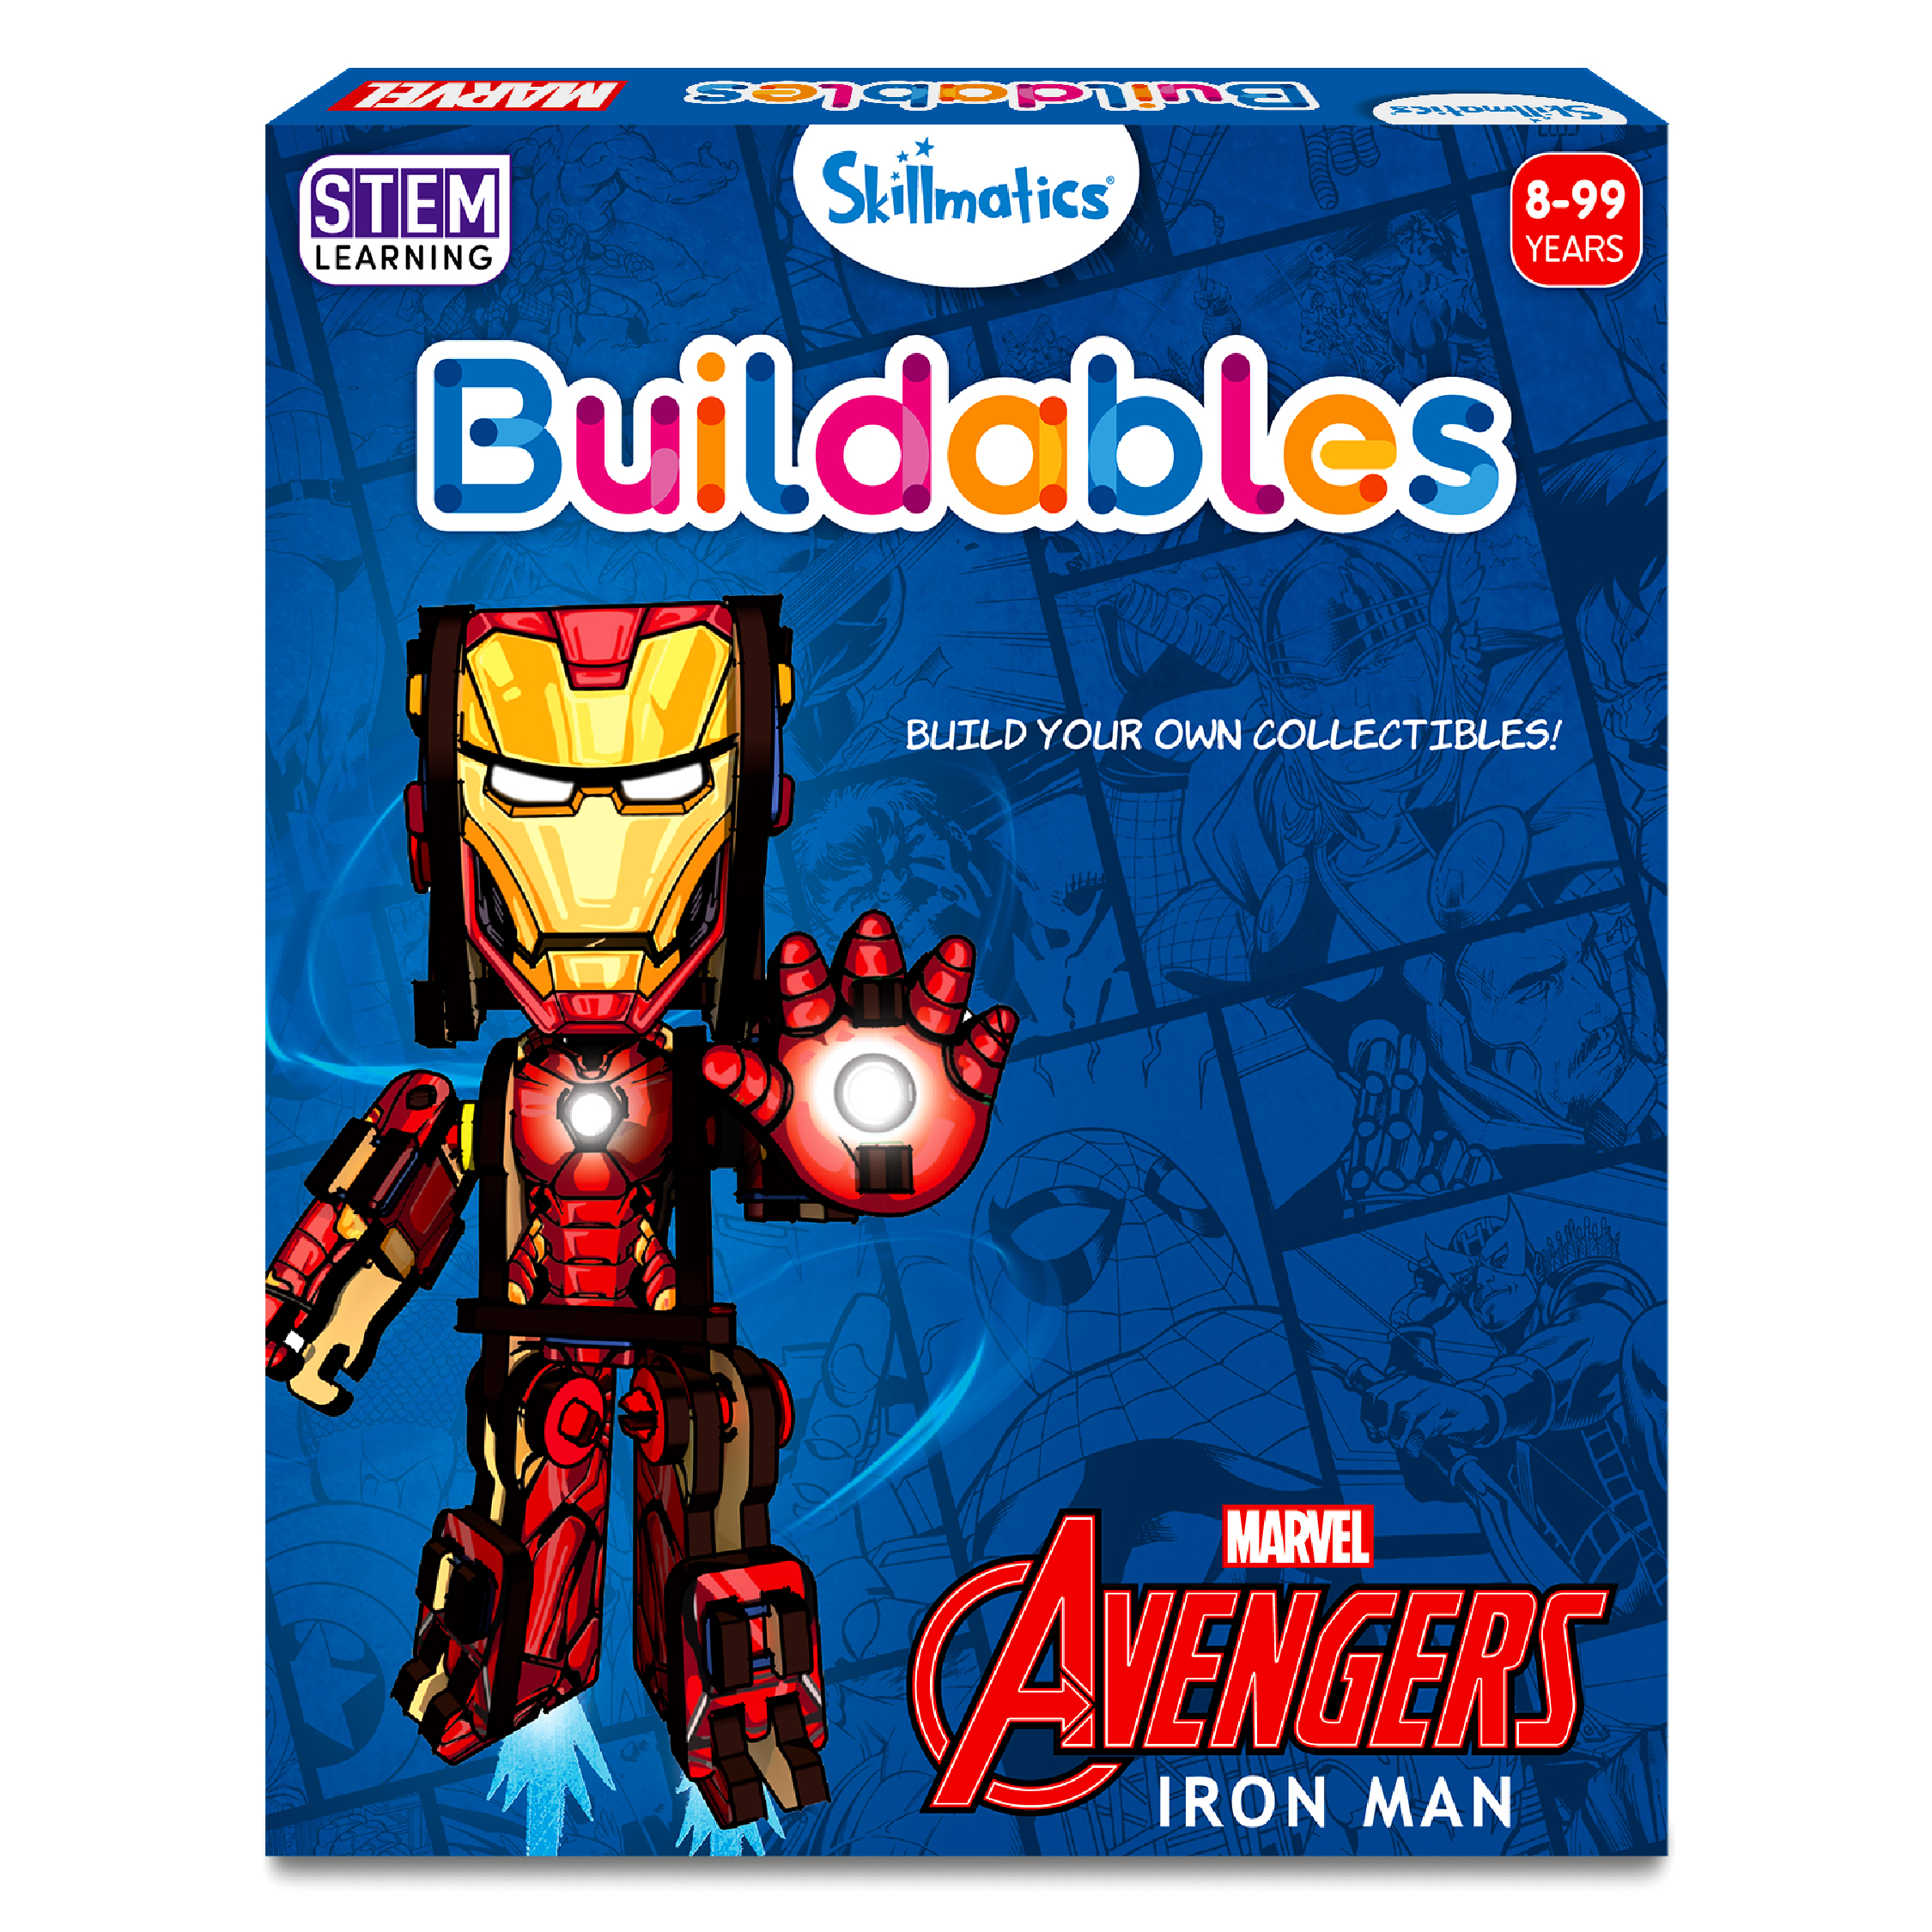 MARVEL Buildables Skillmatics
STEM
LEARNING
Skillmatics®
8-99
YEARS
Buildables
BUILD YOUR OWN COLLECTIBLES!
MARVEL
AVENGERS
IRON MAN